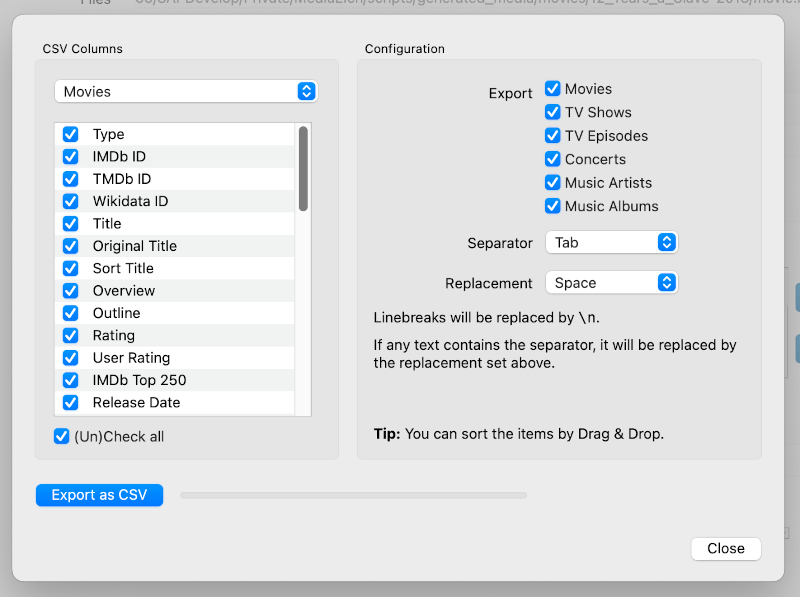 CSV Columns
Movies
Type
IMDb ID
TMDb ID
Wikidata ID
Title
Original Title
Sort Title
Overview
Outline
Rating
User Rating
IMDb Top 250
Release Date
(Un)Check all
Configuration
Export
Movies
TV Shows
TV Episodes
Concerts
Music Artists
Music Albums
Separator
Tab
Replacement
Space
Linebreaks will be replaced by \n.
If any text contains the separator, it will be replaced by
the replacement set above.
Tip: You can sort the items by Drag & Drop.
Export as CSV
Close